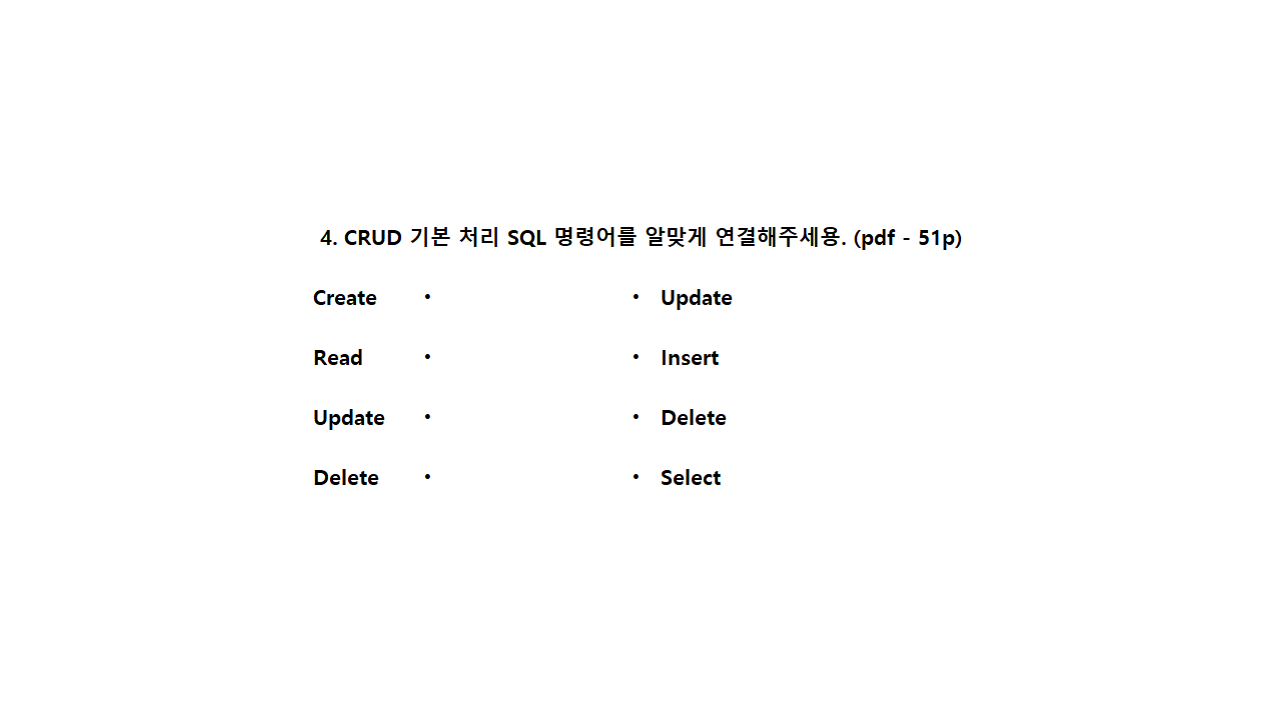 4. CRUD 기본 처리 SQL 명령어를 알맞게 연결해주세용. (pdf - 51p)
Create • • Update
Read • • Insert
Update • • Delete
Delete • • Select